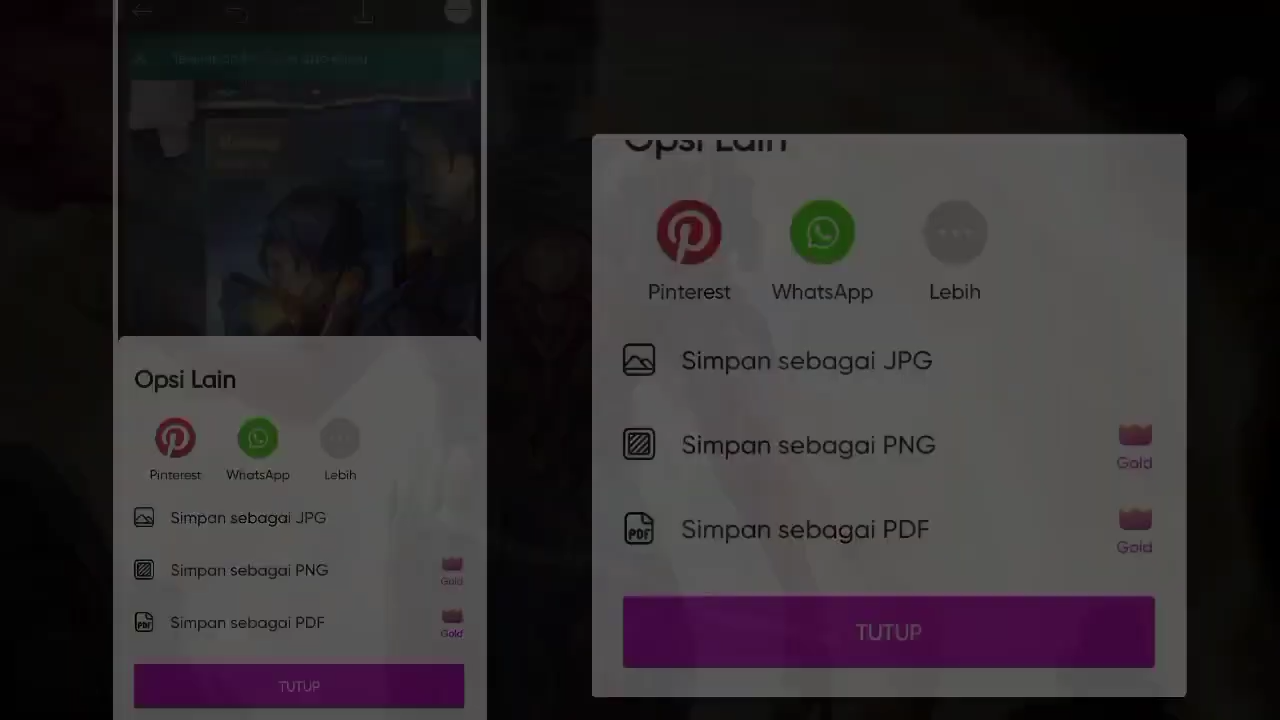 Opsi Lain
Pinterest WhatsApp Lebih
Simpan sebagai JPG
Simpan sebagai PNG
Gold
Simpan sebagai PDF
Gold
TUTUP
Opsi Lain
Pinterest WhatsApp Lebih
Simpan sebagai JPG
Simpan sebagai PNG
Gold
Simpan sebagai PDF
Gold
TUTUP